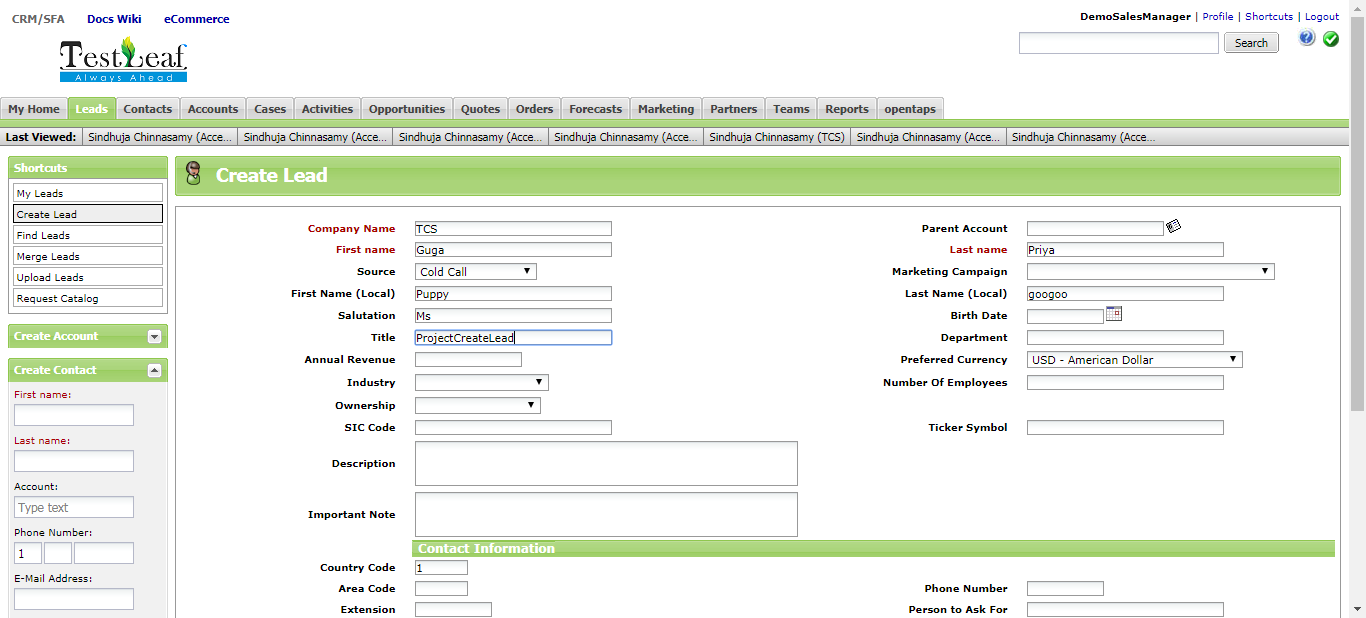 CRM/SFA Docs Wiki eCommerce
DemoSalesManager | Profile | Shortcuts | Logout
TestLeaf
Always Ahead
Search
My Home Leads Contacts Accounts Cases Activities Opportunities Quotes Orders Forecasts Marketing Partners Teams Reports opentaps
Last Viewed: Sindhuja Chinnasamy (Acce... Sindhuja Chinnasamy (Acce... Sindhuja Chinnasamy (Acce... Sindhuja Chinnasamy (Acce... Sindhuja Chinnasamy (TCS) Sindhuja Chinnasamy (Acce... Sindhuja Chinnasamy (Acce...
Shortcuts
My Leads
Create Lead
Find Leads
Merge Leads
Upload Leads
Request Catalog
Create Account
Create Contact
First name:
Last name:
Account:
Type text
Phone Number:
1
E-Mail Address:
Create Lead
Company Name TCS Parent Account
First name Guga Last name Priya
Source Cold Call Marketing Campaign
First Name (Local) Puppy Last Name (Local) googoo
Salutation Ms Birth Date
Title ProjectCreateLead Department
Annual Revenue Preferred Currency USD - American Dollar
Industry Number Of Employees
Ownership
SIC Code Ticker Symbol
Description
Important Note
Contact Information
Country Code 1
Area Code Phone Number
Extension Person to Ask For